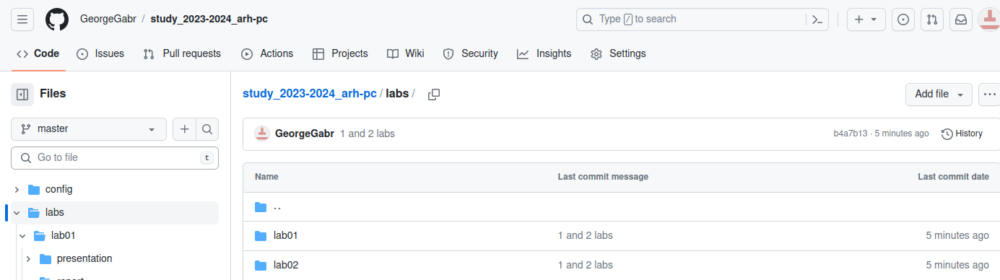 GeorgeGabr / study_2023-2024_arh-pc
Type / to search
Code Issues Pull requests Actions Projects Wiki Security Insights Settings
Files
master
Go to file t
config
labs
lab01
presentation
report
study_2023-2024_arh-pc / labs /
Add file
GeorgeGabr 1 and 2 labs b4a7b13 · 5 minutes ago History
Name Last commit message Last commit date
..
lab01 1 and 2 labs 5 minutes ago
lab02 1 and 2 labs 5 minutes ago